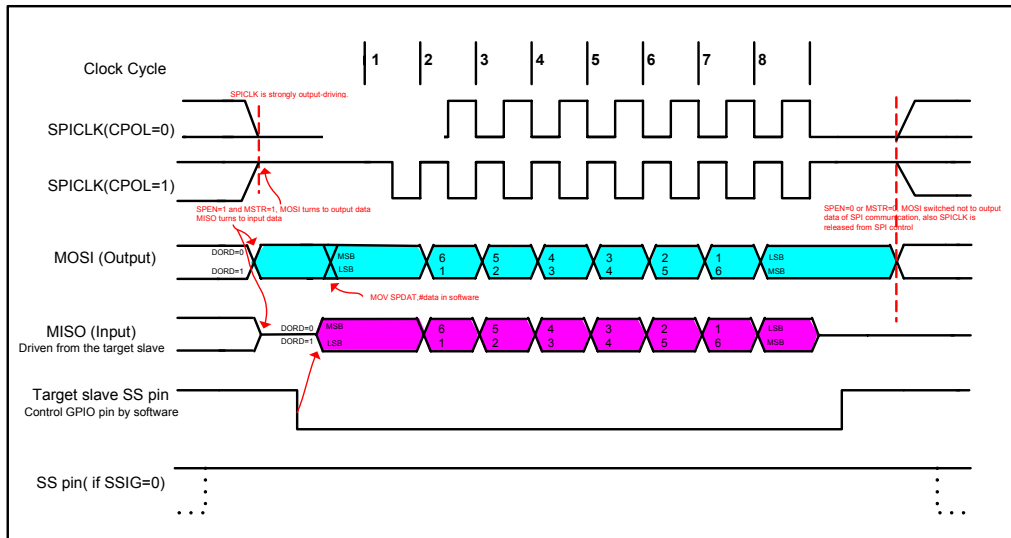 Clock Cycle
1 2 3 4 5 6 7 8
SPICLK is strongly output-driving.
SPICLK(CPOL=0)
SPICLK(CPOL=1)
SPEN=1 and MSTR=1, MOSI turns to output data
MISO turns to input data
SPEN=0 or MSTR=0, MOSI switched not to output
data of SPI communication, also SPICLK is
released from SPI control
MOSI (Output)
DORD=0 MSB 6 5 4 3 2 1 LSB
DORD=1 LSB 1 2 3 4 5 6 MSB
MOV SPDAT,#data in software
MISO (Input)
Driven from the target slave
DORD=0 MSB 6 5 4 3 2 1 LSB
DORD=1 LSB 1 2 3 4 5 6 MSB
Target slave SS pin
Control GPIO pin by software
SS pin( if SSIG=0)